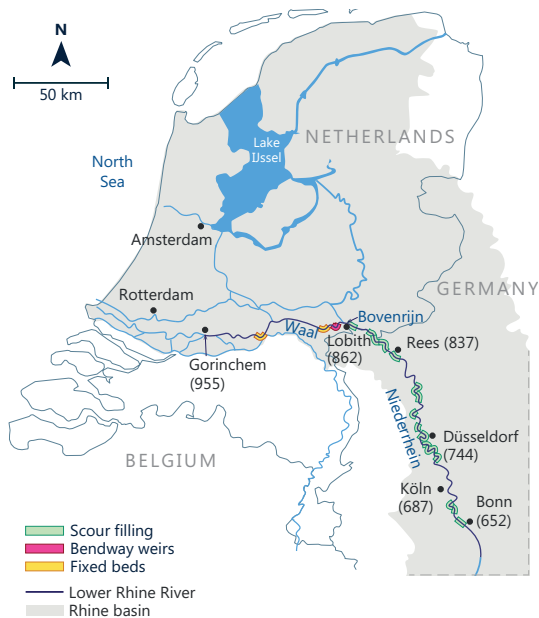 N
50 km
North
Sea
Lake
IJssel
NETHERLANDS
Amsterdam
GERMANY
Rotterdam
Bovenrijn
Waal
Lobith
(862)
Rees (837)
Gorinchem
(955)
Niederrhein
Düsseldorf
(744)
BELGIUM
Köln
(687)
Bonn
(652)
Scour filling
Bendway weirs
Fixed beds
Lower Rhine River
Rhine basin